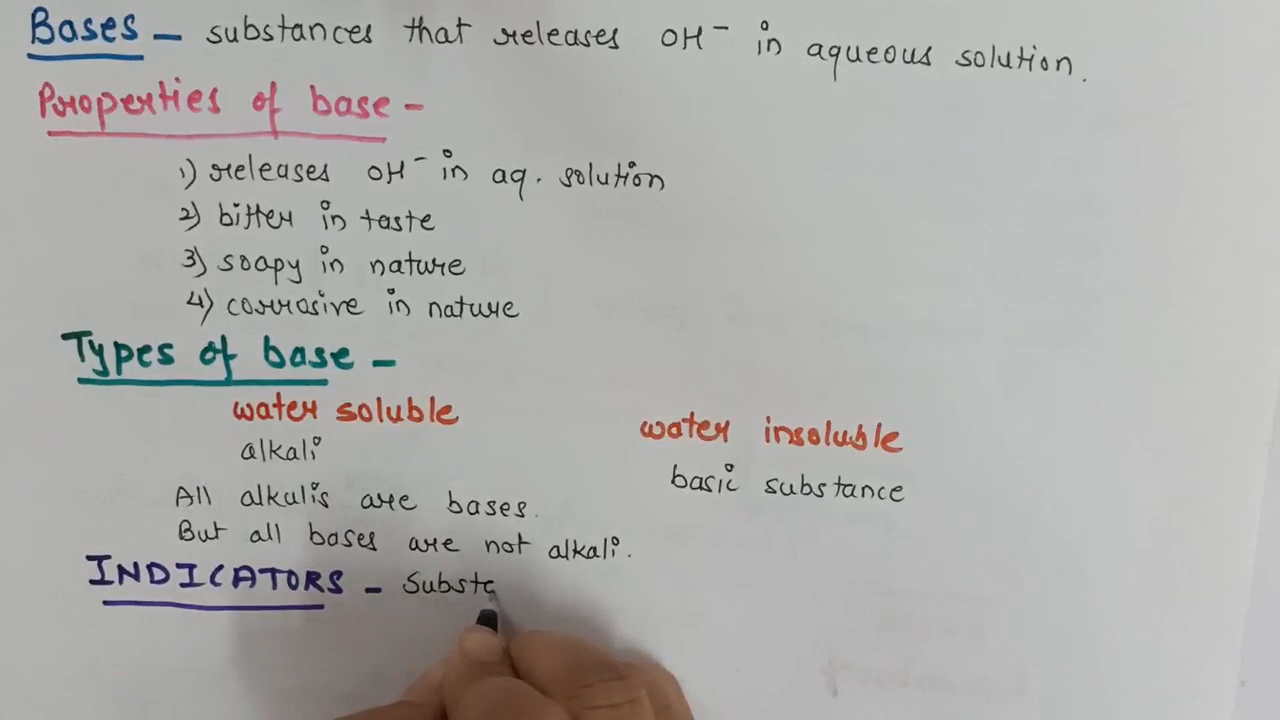 Bases - substances that releases OH⁻ in aqueous solution.
Properties of base -
1) releases OH⁻ in aq. solution
2) bitter in taste
3) soapy in nature
4) corrosive in nature
Types of base -
water soluble
alkali
water insoluble
basic substance
All alkalis are bases.
But all bases are not alkali.
INDICATORS - Substa